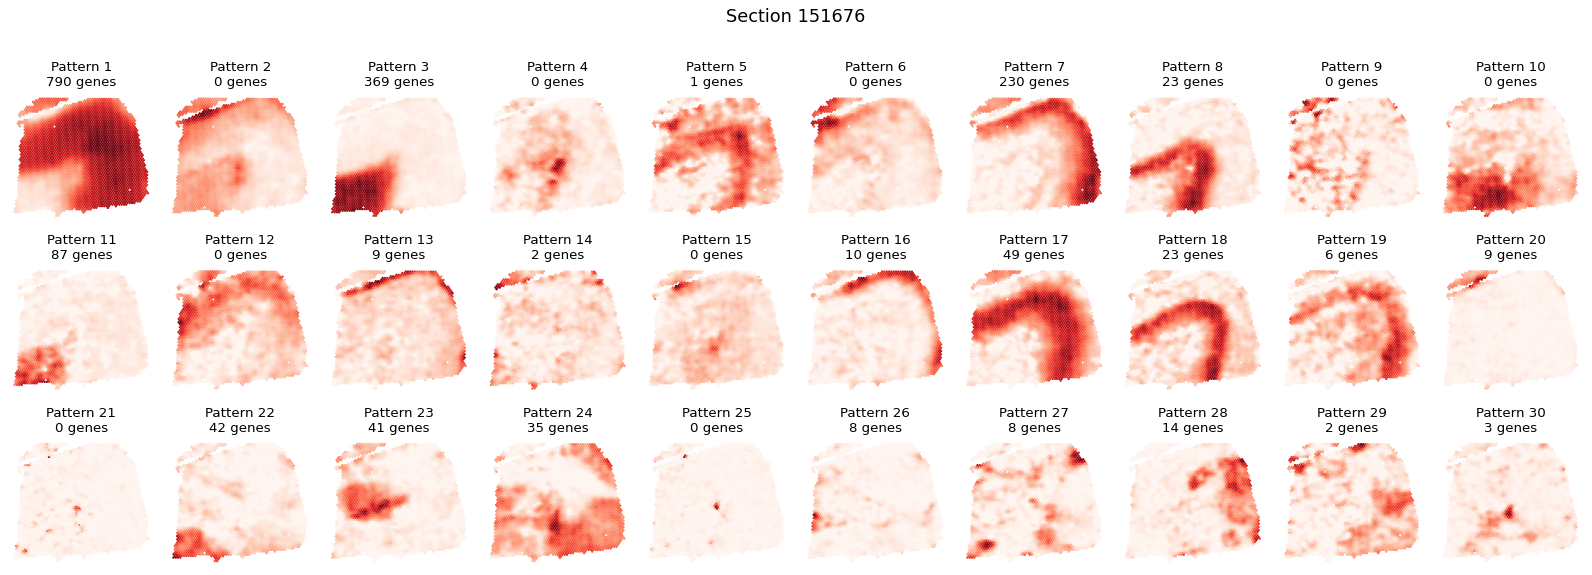 Section 151676
Pattern 1
790 genes
Pattern 2
0 genes
Pattern 3
369 genes
Pattern 4
0 genes
Pattern 5
1 genes
Pattern 6
0 genes
Pattern 7
230 genes
Pattern 8
23 genes
Pattern 9
0 genes
Pattern 10
0 genes
Pattern 11
87 genes
Pattern 12
0 genes
Pattern 13
9 genes
Pattern 14
2 genes
Pattern 15
0 genes
Pattern 16
10 genes
Pattern 17
49 genes
Pattern 18
23 genes
Pattern 19
6 genes
Pattern 20
9 genes
Pattern 21
0 genes
Pattern 22
42 genes
Pattern 23
41 genes
Pattern 24
35 genes
Pattern 25
0 genes
Pattern 26
8 genes
Pattern 27
8 genes
Pattern 28
14 genes
Pattern 29
2 genes
Pattern 30
3 genes